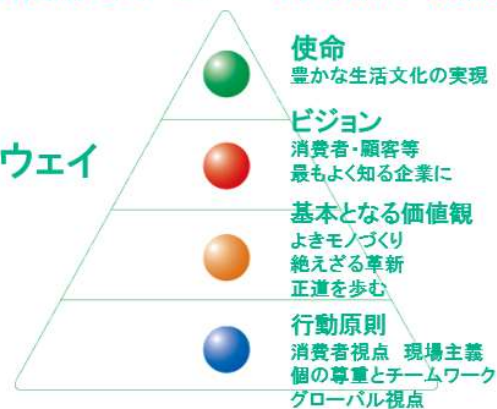 使命
豊かな生活文化の実現
ビジョン
消費者・顧客等
最もよく知る企業に
ウェイ
基本となる価値観
よきモノづくり
絶えざる革新
正道を歩む
行動原則
消費者視点 現場主義
個の尊重とチームワーク
グローバル視点